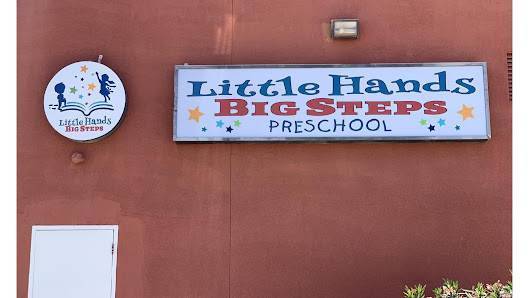 Little Hands
Big Steps
Little Hands
Big Steps
PRESCHOOL